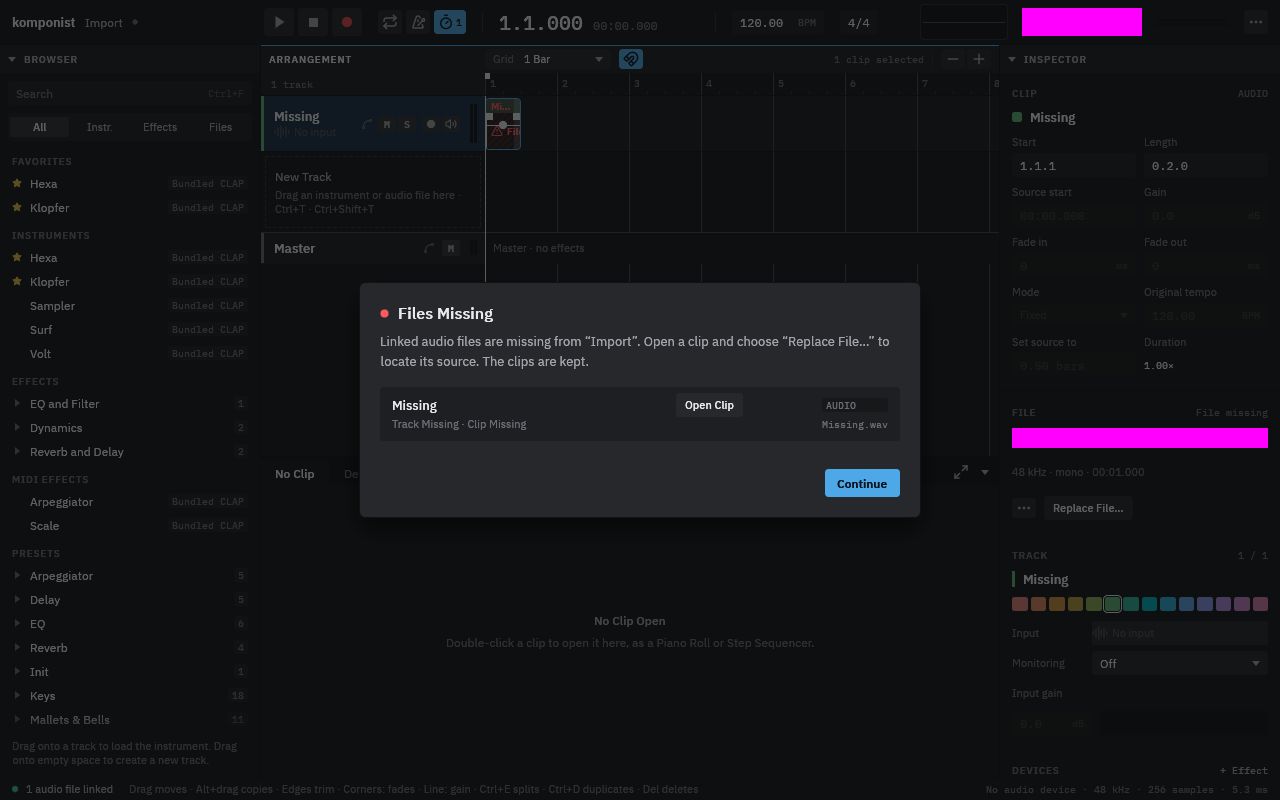 komponist Import
1.1.000 00:00.000
120.00 BPM
4/4
BROWSER
Search Ctrl+F
All Instr. Effects Files
FAVORITES
Hexa Bundled CLAP
Klopfer Bundled CLAP
INSTRUMENTS
Hexa Bundled CLAP
Klopfer Bundled CLAP
Sampler Bundled CLAP
Surf Bundled CLAP
Volt Bundled CLAP
EFFECTS
EQ and Filter 1
Dynamics 2
Reverb and Delay 2
MIDI EFFECTS
Arpeggiator Bundled CLAP
Scale Bundled CLAP
PRESETS
Arpeggiator 5
Delay 5
EQ 6
Reverb 4
Init 1
Keys 18
Mallets & Bells 11
Drag onto a track to load the instrument. Drag
onto empty space to create a new track.
ARRANGEMENT
Grid 1 Bar
1 clip selected
1 track
1 2 3 4 5 6 7 8
Missing
No input
M S
Mi...
New Track
Drag an instrument or audio file here ·
Ctrl+T · Ctrl+Shift+T
Master M
Master · no effects
Files Missing
Linked audio files are missing from “Import”. Open a clip and choose “Replace File…” to
locate its source. The clips are kept.
Missing
Track Missing · Clip Missing
Open Clip
AUDIO
Missing.wav
Continue
No Clip
No Clip Open
Double-click a clip to open it here, as a Piano Roll or Step Sequencer.
INSPECTOR
CLIP AUDIO
Missing
Start Length
1.1.1 0.2.0
Source start Gain
00:00.000 0.0 dB
Fade in Fade out
0 ms 0 ms
Mode Original tempo
Fixed 120.00 BPM
Set source to Duration
0.50 bars 1.00×
FILE File missing
48 kHz · mono · 00:01.000
Replace File…
TRACK 1 / 1
Missing
Input No input
Monitoring Off
Input gain
0.0 dB
DEVICES + Effect
1 audio file linked Drag moves · Alt+drag copies · Edges trim · Corners: fades · Line: gain · Ctrl+E splits · Ctrl+D duplicates · Del deletes
No audio device · 48 kHz · 256 samples · 5.3 ms